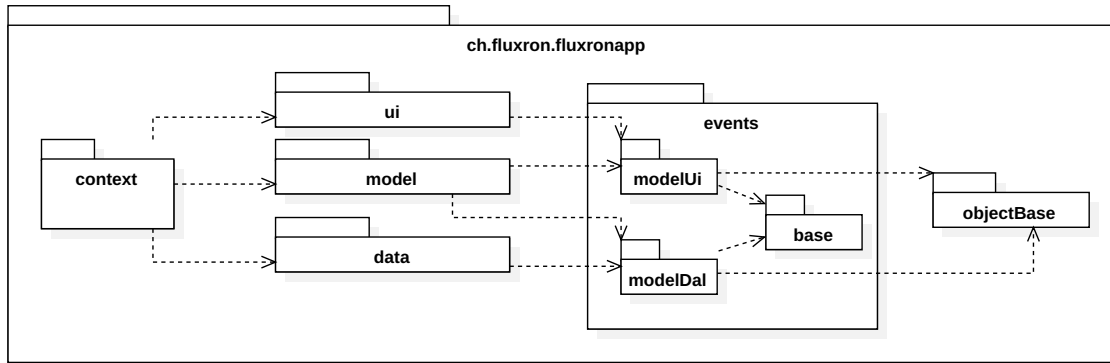 ch.fluxron.fluxronapp
ui
events
context
model
modelUi
objectBase
base
data
modelDal